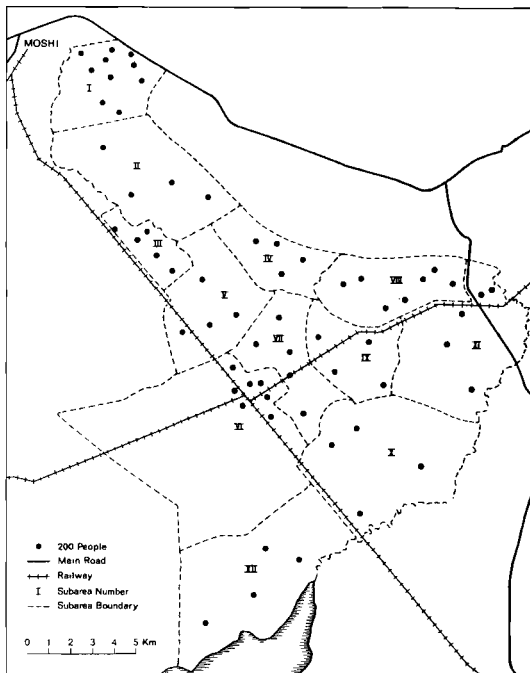 MOSHI
I
II
III
IV
V
VIII
VII
IX
XI
VI
X
XII
200 People
Main Road
Railway
I Subarea Number
Subarea Boundary
0 1 2 3 4 5 Km